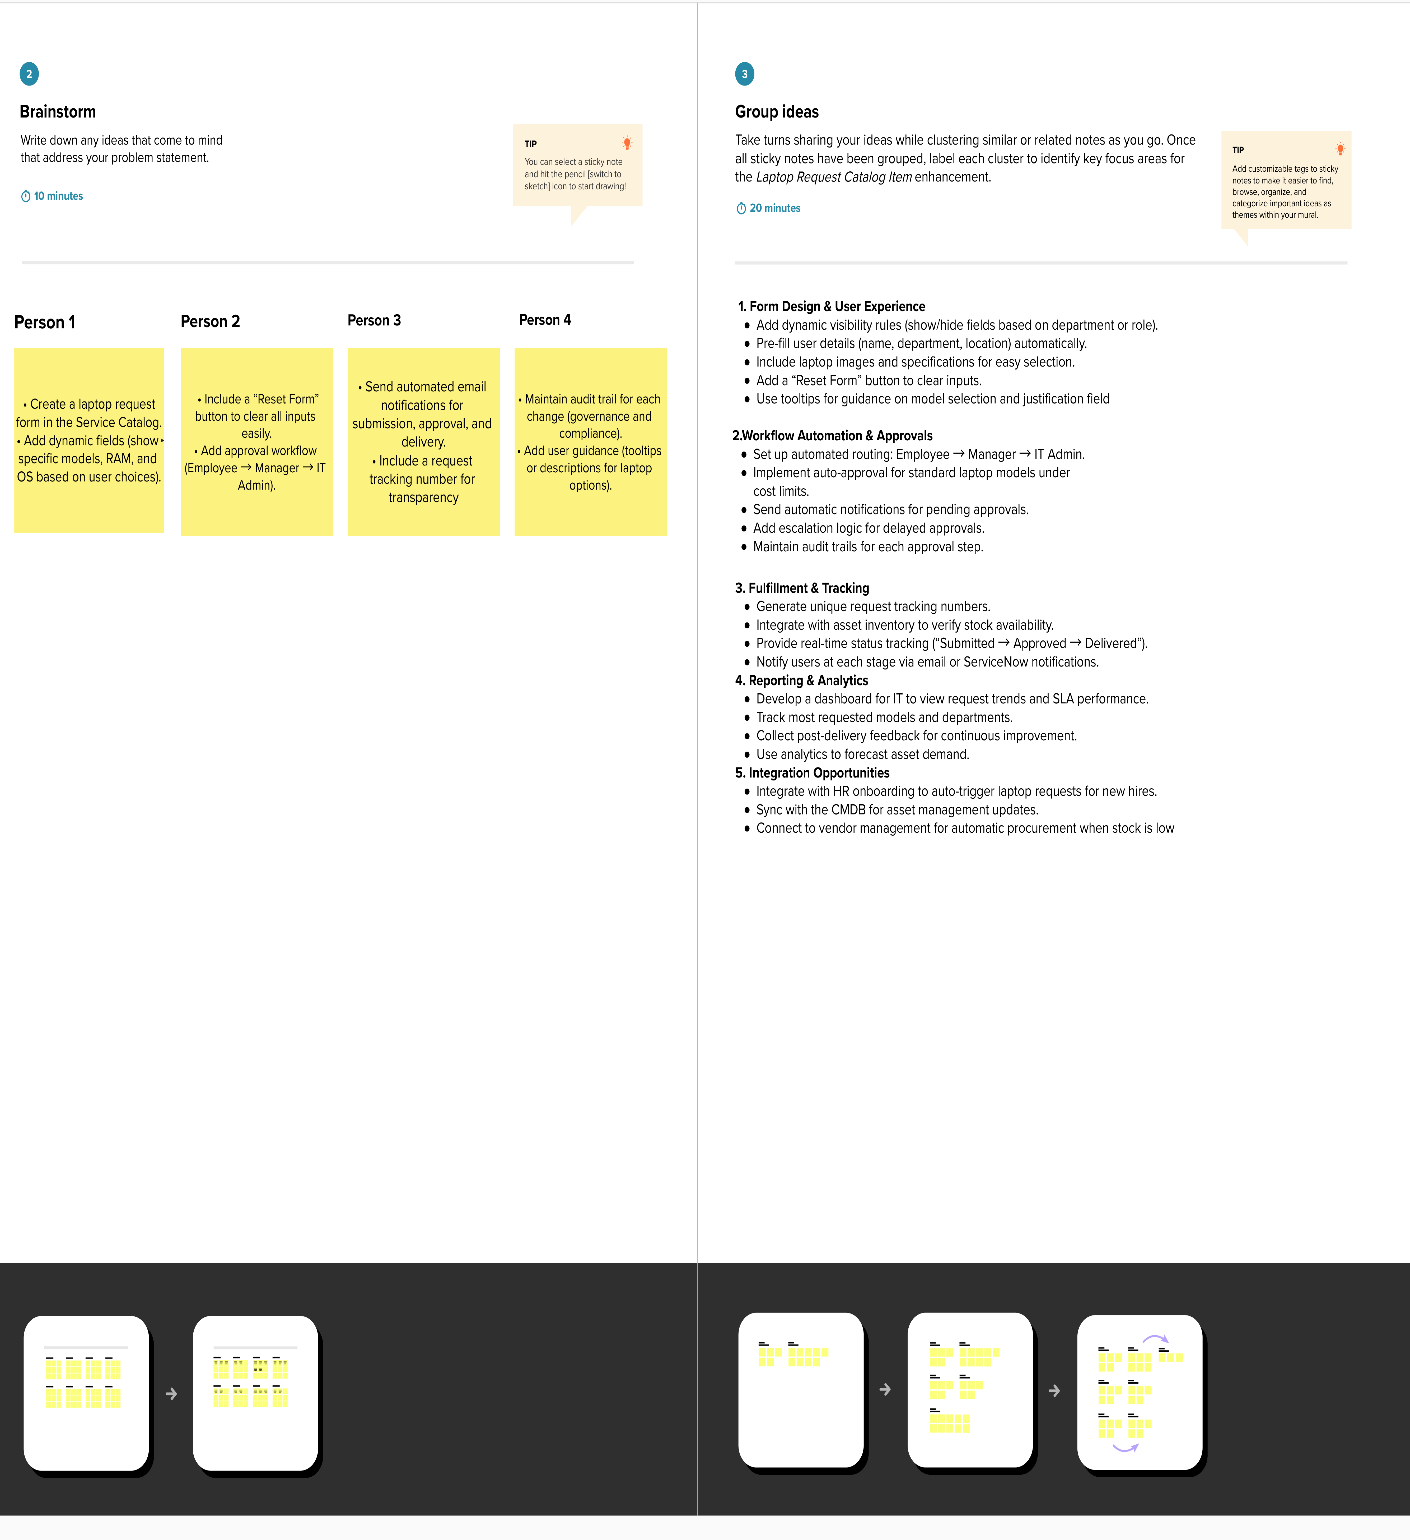 2
Brainstorm
Write down any ideas that come to mind
that address your problem statement.
10 minutes
TIP
You can select a sticky note
and hit the pencil [switch to
sketch] icon to start drawing!
Person 1
• Create a laptop request
form in the Service Catalog.
• Add dynamic fields (show
specific models, RAM, and
OS based on user choices).
Person 2
• Include a “Reset Form”
button to clear all inputs
easily.
• Add approval workflow
(Employee → Manager → IT
Admin).
Person 3
• Send automated email
notifications for
submission, approval, and
delivery.
• Include a request
tracking number for
transparency
Person 4
• Maintain audit trail for each
change (governance and
compliance).
• Add user guidance (tooltips
or descriptions for laptop
options).
3
Group ideas
Take turns sharing your ideas while clustering similar or related notes as you go. Once
all sticky notes have been grouped, label each cluster to identify key focus areas for
the Laptop Request Catalog Item enhancement.
20 minutes
TIP
Add customizable tags to sticky
notes to make it easier to find,
browse, organize, and
categorize important ideas as
themes within your mural.
1. Form Design & User Experience
• Add dynamic visibility rules (show/hide fields based on department or role).
• Pre-fill user details (name, department, location) automatically.
• Include laptop images and specifications for easy selection.
• Add a “Reset Form” button to clear inputs.
• Use tooltips for guidance on model selection and justification field
2.Workflow Automation & Approvals
• Set up automated routing: Employee → Manager → IT Admin.
• Implement auto-approval for standard laptop models under
cost limits.
• Send automatic notifications for pending approvals.
• Add escalation logic for delayed approvals.
• Maintain audit trails for each approval step.
3. Fulfillment & Tracking
• Generate unique request tracking numbers.
• Integrate with asset inventory to verify stock availability.
• Provide real-time status tracking (“Submitted → Approved → Delivered”).
• Notify users at each stage via email or ServiceNow notifications.
4. Reporting & Analytics
• Develop a dashboard for IT to view request trends and SLA performance.
• Track most requested models and departments.
• Collect post-delivery feedback for continuous improvement.
• Use analytics to forecast asset demand.
5. Integration Opportunities
• Integrate with HR onboarding to auto-trigger laptop requests for new hires.
• Sync with the CMDB for asset management updates.
• Connect to vendor management for automatic procurement when stock is low